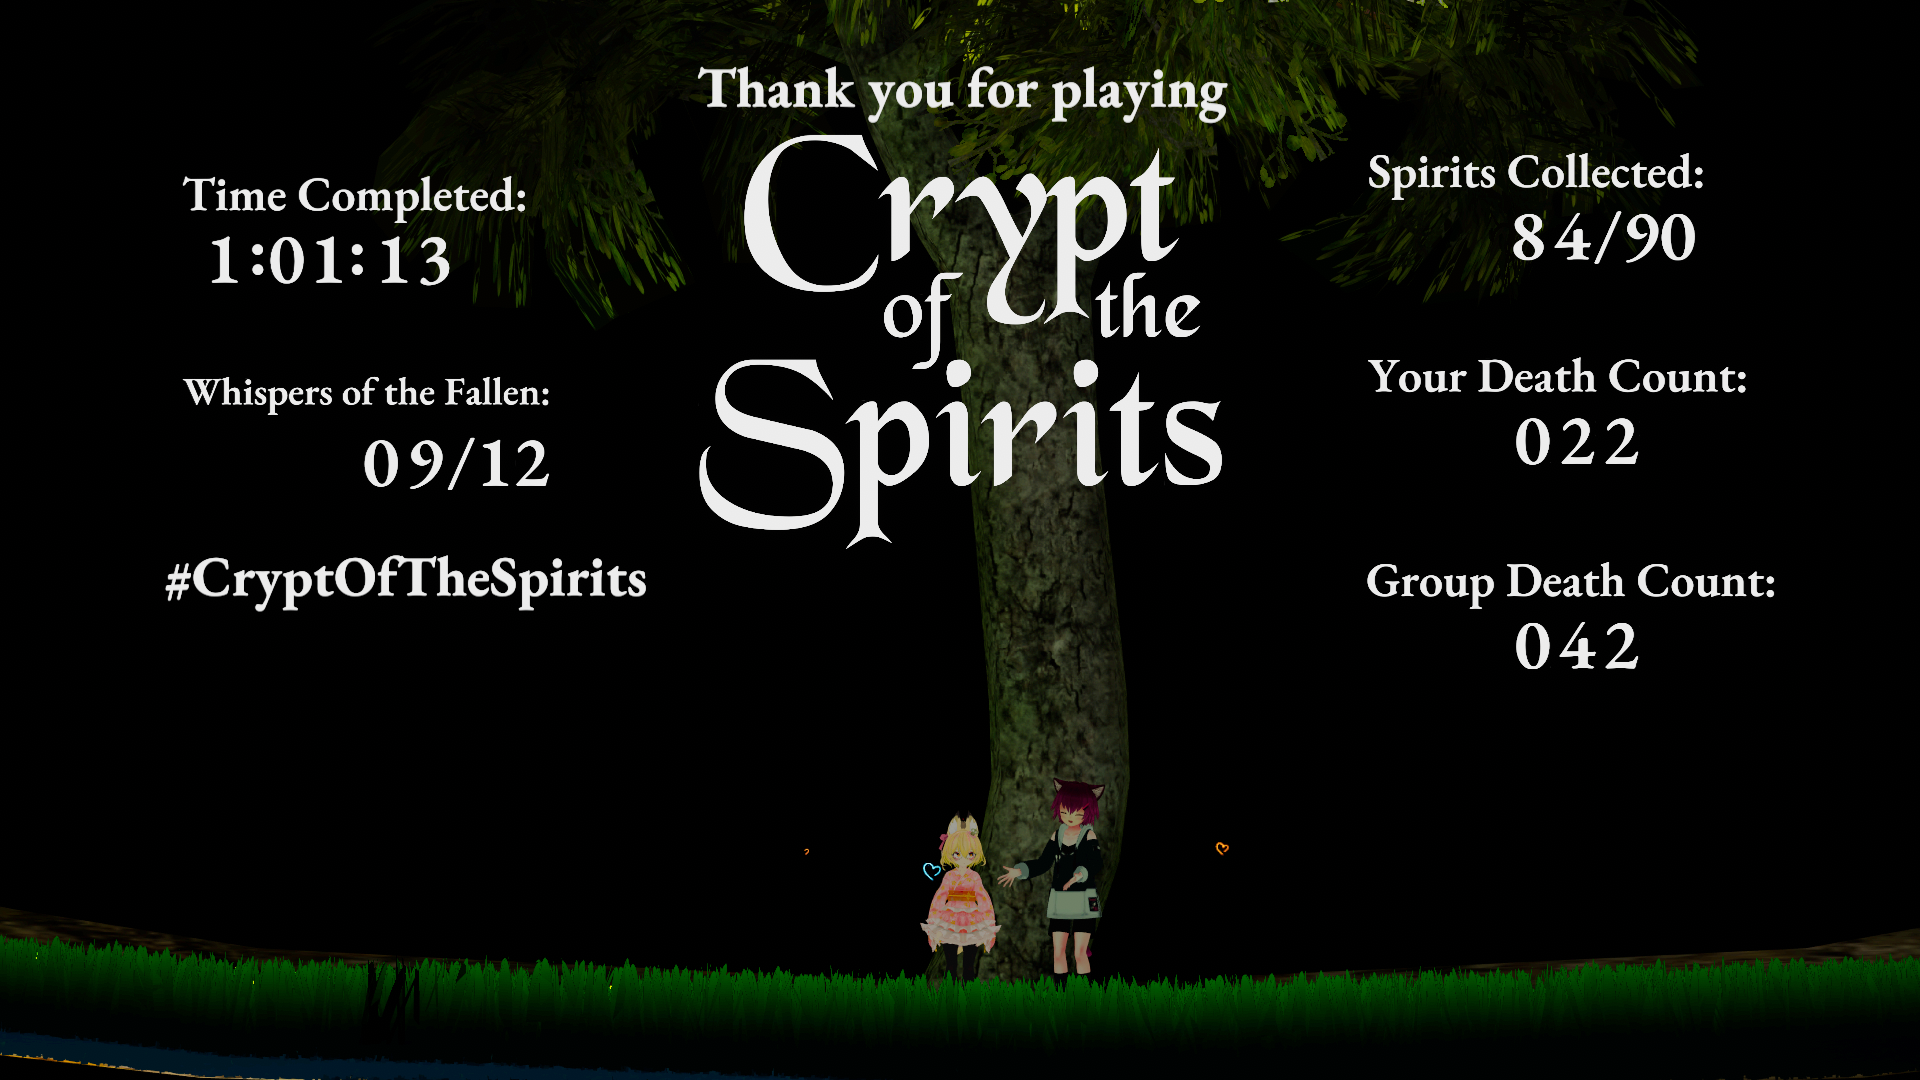 Thank you for playing
Crypt
of the
Spirits
Time Completed:
1:01:13
Whispers of the Fallen:
09/12
#CryptOfTheSpirits
Spirits Collected:
84/90
Your Death Count:
022
Group Death Count:
042